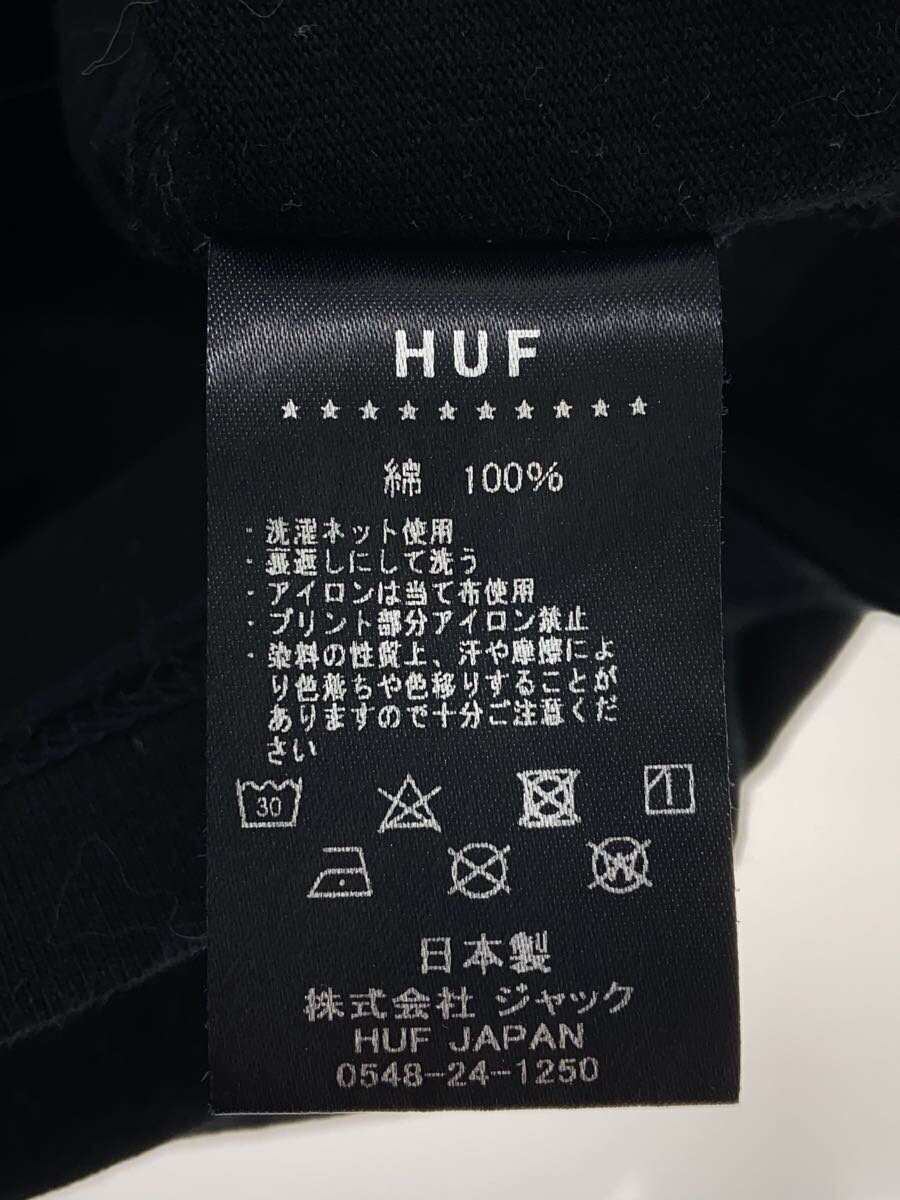 HUF
★★★★★★★★★★
綿 100%
・洗濯ネット使用
・裏返しにして洗う
・アイロンは当て布使用
・プリント部分アイロン禁止
・染料の性質上、汗や摩擦によ
り色落ちや色移りすることが
ありますので十分ご注意くだ
さい
30
W
日本製
株式会社 ジャック
HUF JAPAN
0548-24-1250